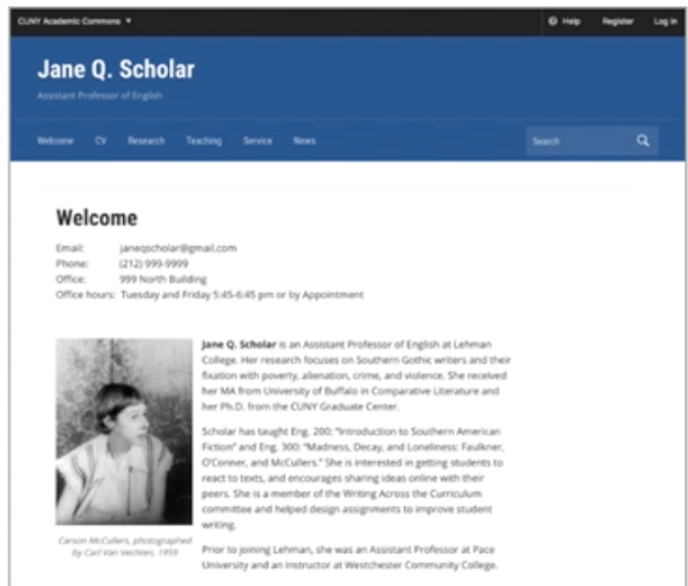 CUNY Academic Commons
Help Register Log In
Jane Q. Scholar
Assistant Professor of English
Welcome CV Research Teaching Service News
Search
Welcome
Email: janeqscholar@gmail.com
Phone: (212) 999-9999
Office: 999 North Building
Office hours: Tuesday and Friday 5:45-6:45 pm or by Appointment
Jane Q. Scholar is an Assistant Professor of English at Lehman
College. Her research focuses on Southern Gothic writers and their
fixation with poverty, alienation, crime, and violence. She received
her MA from University of Buffalo in Comparative Literature and
her Ph.D. from the CUNY Graduate Center.
Scholar has taught Eng. 200: "Introduction to Southern American
Fiction" and Eng. 300: "Madness, Decay, and Loneliness: Faulkner,
O'Conner, and McCullers." She is interested in getting students to
react to texts, and encourages sharing ideas online with their
peers. She is a member of the Writing Across the Curriculum
committee and helped design assignments to improve student
writing.
Prior to joining Lehman, she was an Assistant Professor at Pace
University and an instructor at Westchester Community College.
Carson McCullers, photographed
by Carl Van Vechten, 1959